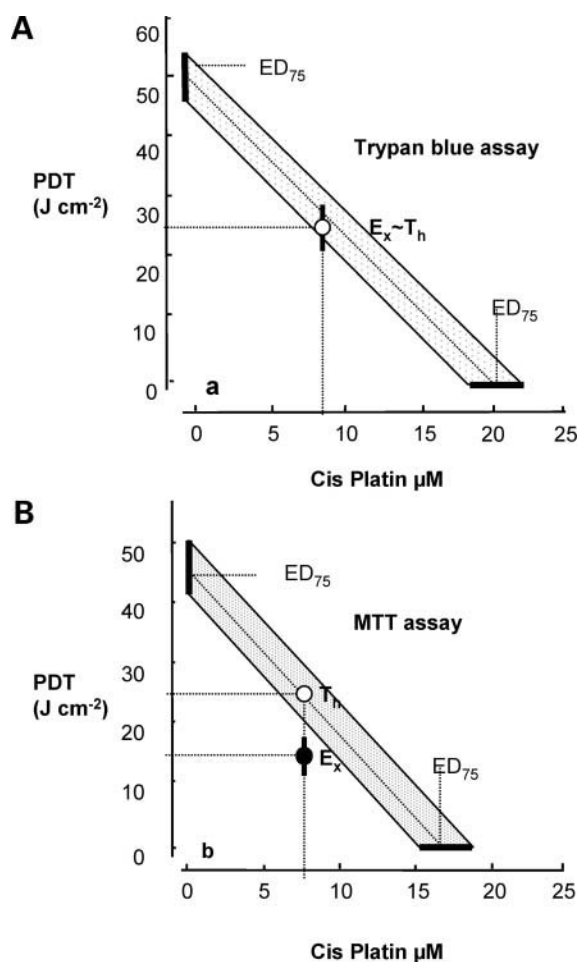 A
60
50
40
30
20
10
0
PDT
(J cm-2)
ED75
Trypan blue assay
Ex~Th
ED75
a
0 5 10 15 20 25
Cis Platin µM
B
50
40
30
20
10
0
PDT
(J cm-2)
ED75
MTT assay
Th
Ex
ED75
b
0 5 10 15 20 25
Cis Platin µM